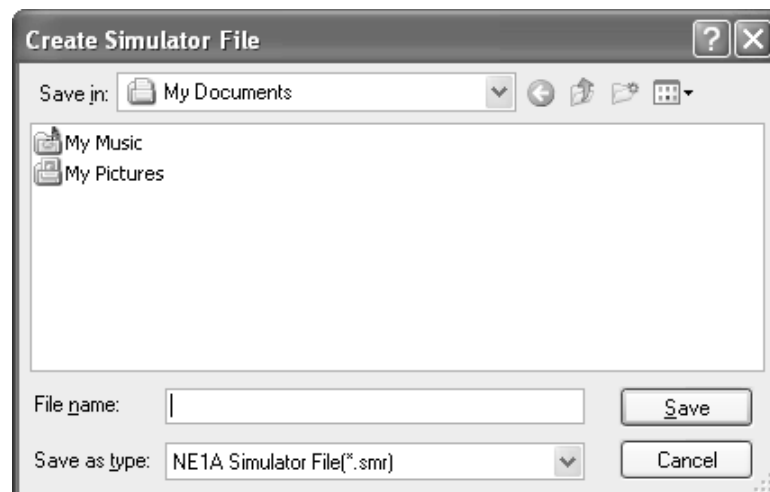 Create Simulator File
Save in: My Documents
My Music
My Pictures
File name: Save
Save as type: NE1A Simulator File(*.smr) Cancel